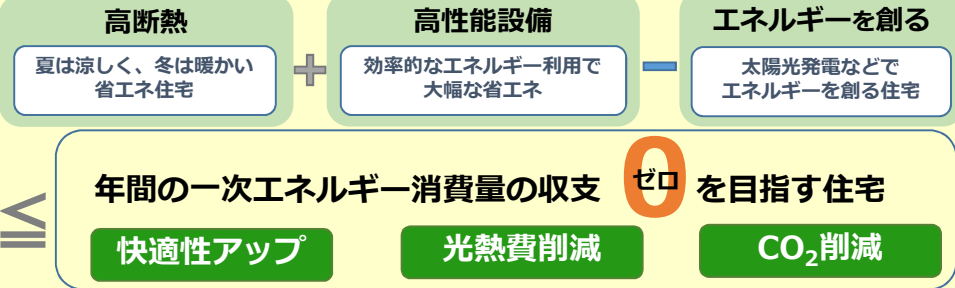 高断熱
夏は涼しく、冬は暖かい
省エネ住宅
+
高性能設備
効率的なエネルギー利用で
大幅な省エネ
−
エネルギーを創る
太陽光発電などで
エネルギーを創る住宅
≦
年間の一次エネルギー消費量の収支 0 ゼロ を目指す住宅
快適性アップ
光熱費削減
CO₂削減